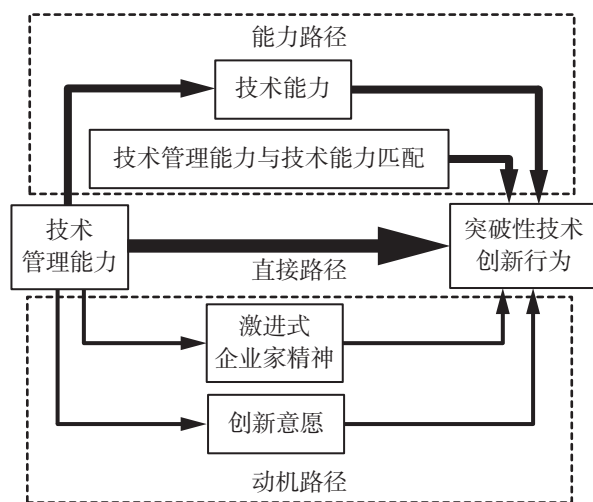 能力路径
技术能力
技术管理能力与技术能力匹配
技术
管理能力
直接路径
突破性技术
创新行为
激进式
企业家精神
创新意愿
动机路径